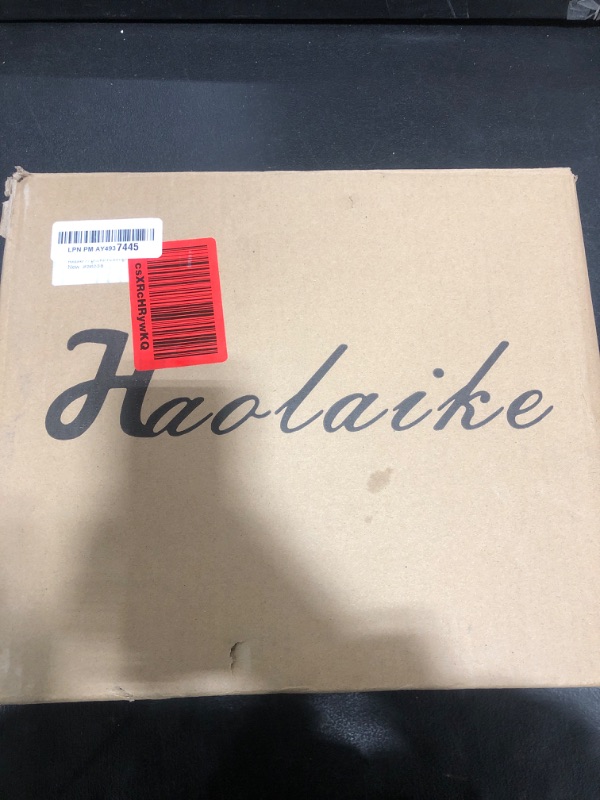 LPN PM AY4937445
csXRcHRywKQ
Haolaike